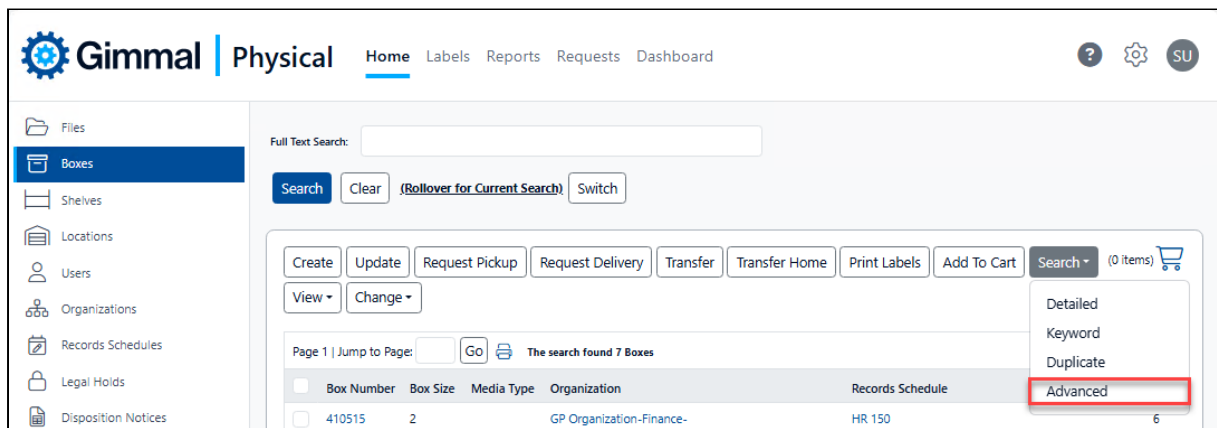 Gimmal | Physical Home Labels Reports Requests Dashboard ? SU
Files
Boxes
Shelves
Locations
Users
Organizations
Records Schedules
Legal Holds
Disposition Notices
Full Text Search:
Search Clear (Rollover for Current Search) Switch
Create Update Request Pickup Request Delivery Transfer Transfer Home Print Labels Add To Cart Search (0 items)
View Change
Detailed
Keyword
Duplicate
Advanced
Page 1 | Jump to Page: Go The search found 7 Boxes
Box Number Box Size Media Type Organization Records Schedule
410515 2 GP Organization-Finance- HR 150 6